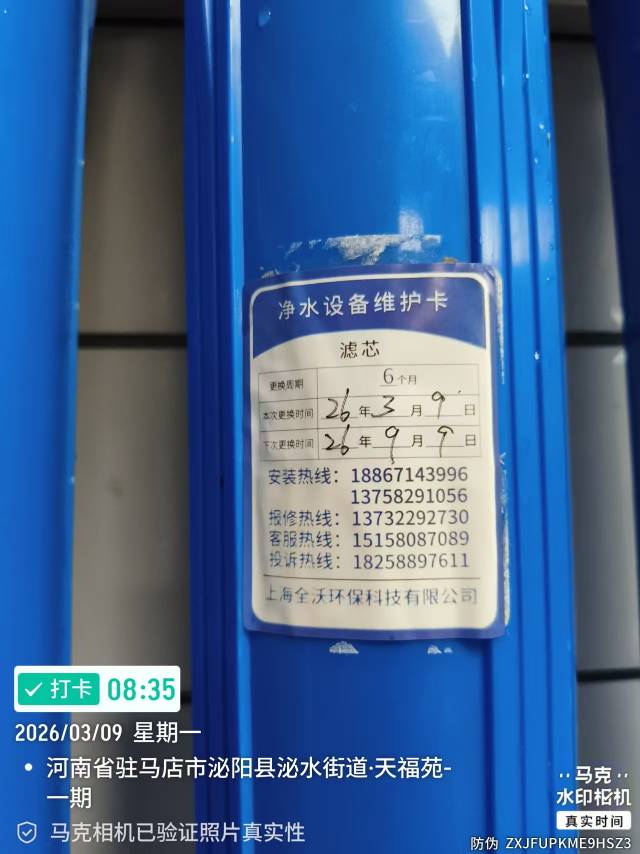 净水设备维护卡
滤芯
更换周期 6个月
本次更换时间 26年3月9日
下次更换时间 26年9月9日
安装热线：18867143996
13758291056
报修热线：13732292730
客服热线：15158087089
投诉热线：18258897611
上海全沃环保科技有限公司
打卡 08:35
2026/03/09 星期一
河南省驻马店市泌阳县泌水街道·天福苑-
一期
马克相机已验证照片真实性
马克
水印相机
真实时间
防伪 ZXJFUPKME9HSZ3